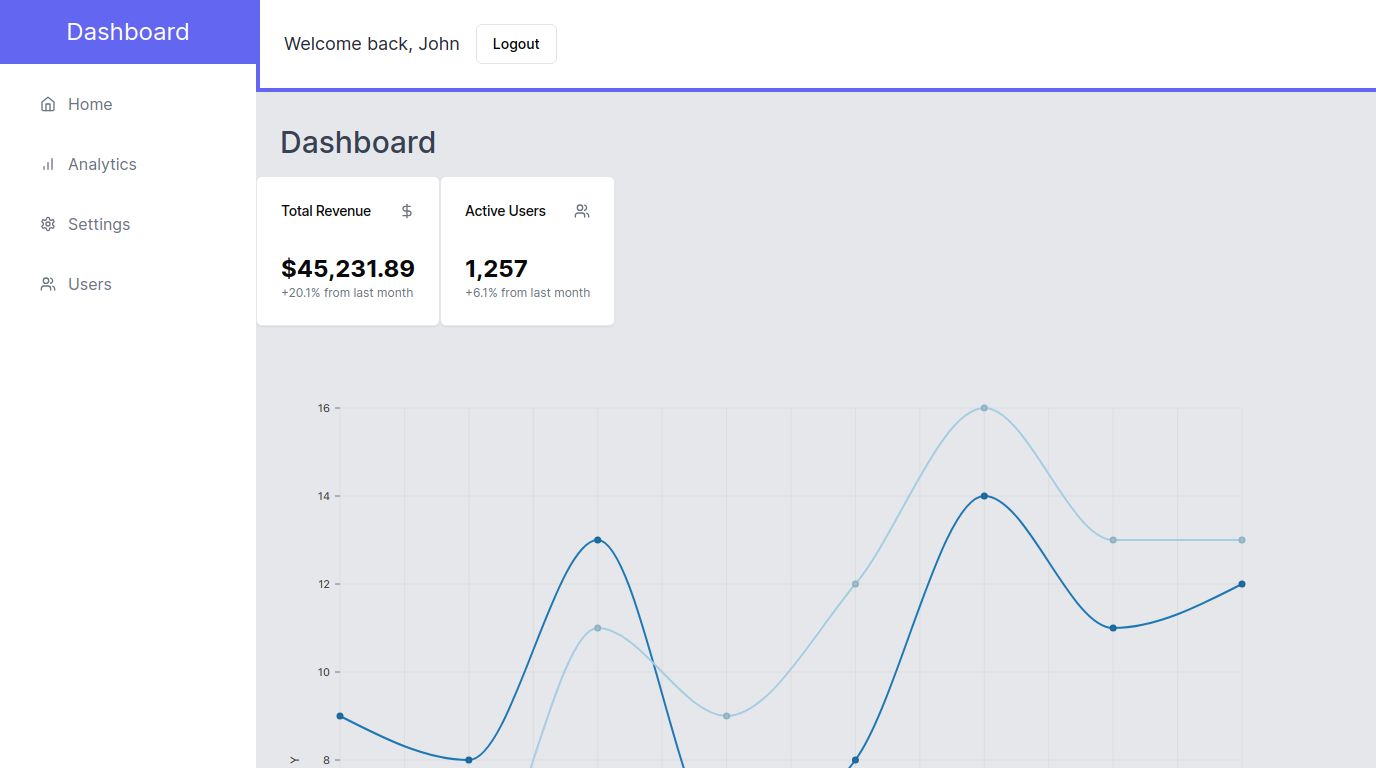 Dashboard
Welcome back, John
Logout
Home
Analytics
Settings
Users
Dashboard
Total Revenue
$
$45,231.89
+20.1% from last month
Active Users
1,257
+6.1% from last month
16
14
12
10
8
Y